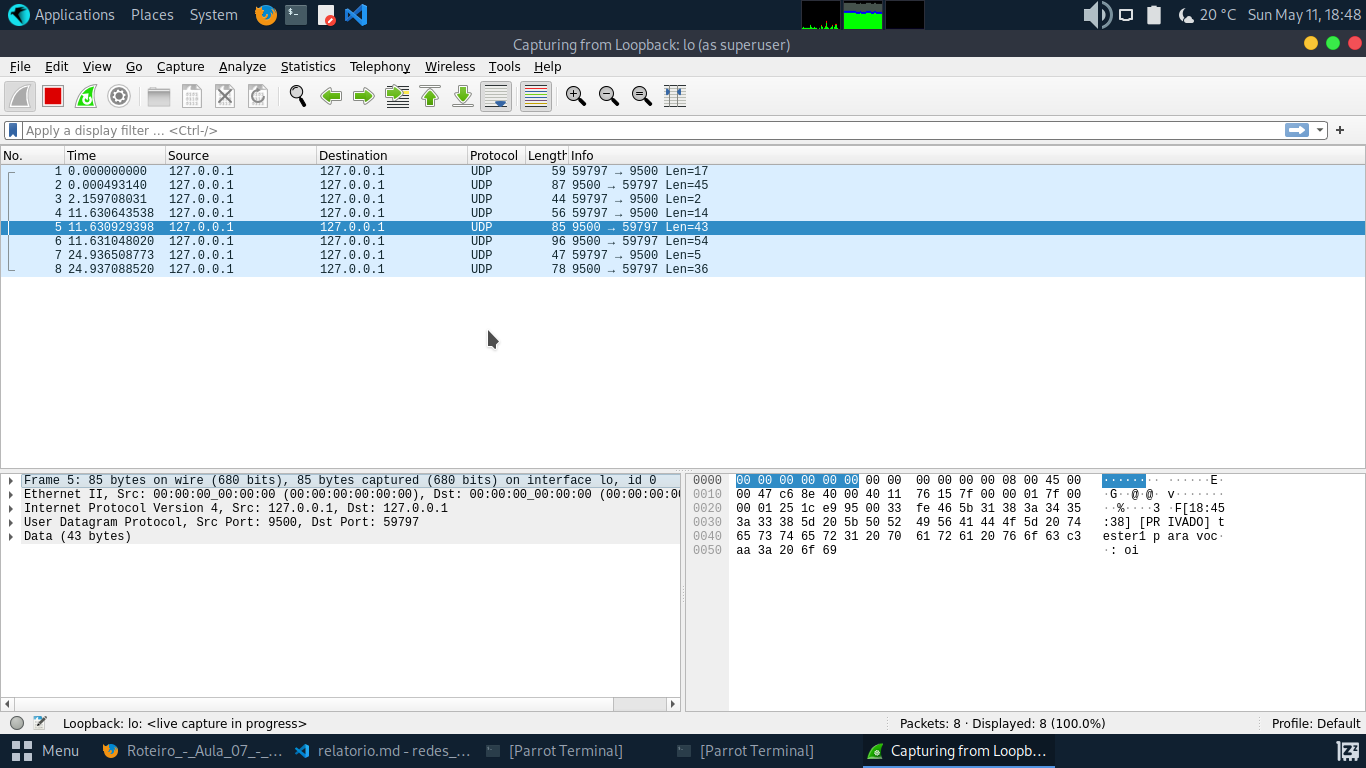 Applications Places System 20 °C Sun May 11, 18:48
Capturing from Loopback: lo (as superuser)
File Edit View Go Capture Analyze Statistics Telephony Wireless Tools Help
Apply a display filter … <Ctrl-/>
No. Time Source Destination Protocol Length Info
1 0.000000000 127.0.0.1 127.0.0.1 UDP 59 59797 → 9500 Len=17
2 0.000493140 127.0.0.1 127.0.0.1 UDP 87 9500 → 59797 Len=45
3 2.159708031 127.0.0.1 127.0.0.1 UDP 44 59797 → 9500 Len=2
4 11.630643538 127.0.0.1 127.0.0.1 UDP 56 59797 → 9500 Len=14
5 11.630929398 127.0.0.1 127.0.0.1 UDP 85 9500 → 59797 Len=43
6 11.631048020 127.0.0.1 127.0.0.1 UDP 96 9500 → 59797 Len=54
7 24.936508773 127.0.0.1 127.0.0.1 UDP 47 59797 → 9500 Len=5
8 24.937088520 127.0.0.1 127.0.0.1 UDP 78 9500 → 59797 Len=36
Frame 5: 85 bytes on wire (680 bits), 85 bytes captured (680 bits) on interface lo, id 0
Ethernet II, Src: 00:00:00_00:00:00 (00:00:00:00:00:00), Dst: 00:00:00_00:00:00 (00:00:00:00
Internet Protocol Version 4, Src: 127.0.0.1, Dst: 127.0.0.1
User Datagram Protocol, Src Port: 9500, Dst Port: 59797
Data (43 bytes)
0000 00 00 00 00 00 00 00 00 00 00 00 00 08 00 45 00 ········ ······E·
0010 00 47 c6 8e 40 00 40 11 76 15 7f 00 00 01 7f 00 ·G··@·@· v·······
0020 00 01 25 1c e9 95 00 33 fe 46 5b 31 38 3a 34 35 ··%····3 ·F[18:45
0030 3a 33 38 5d 20 5b 50 52 49 56 41 44 4f 5d 20 74 :38] [PR IVADO] t
0040 65 73 74 65 72 31 20 70 61 72 61 20 76 6f 63 c3 ester1 p ara voc·
0050 aa 3a 20 6f 69 ·: oi
Loopback: lo: <live capture in progress> Packets: 8 · Displayed: 8 (100.0%) Profile: Default
Menu Roteiro_-_Aula_07_-_... relatorio.md - redes_... [Parrot Terminal] [Parrot Terminal] Capturing from Loopb...